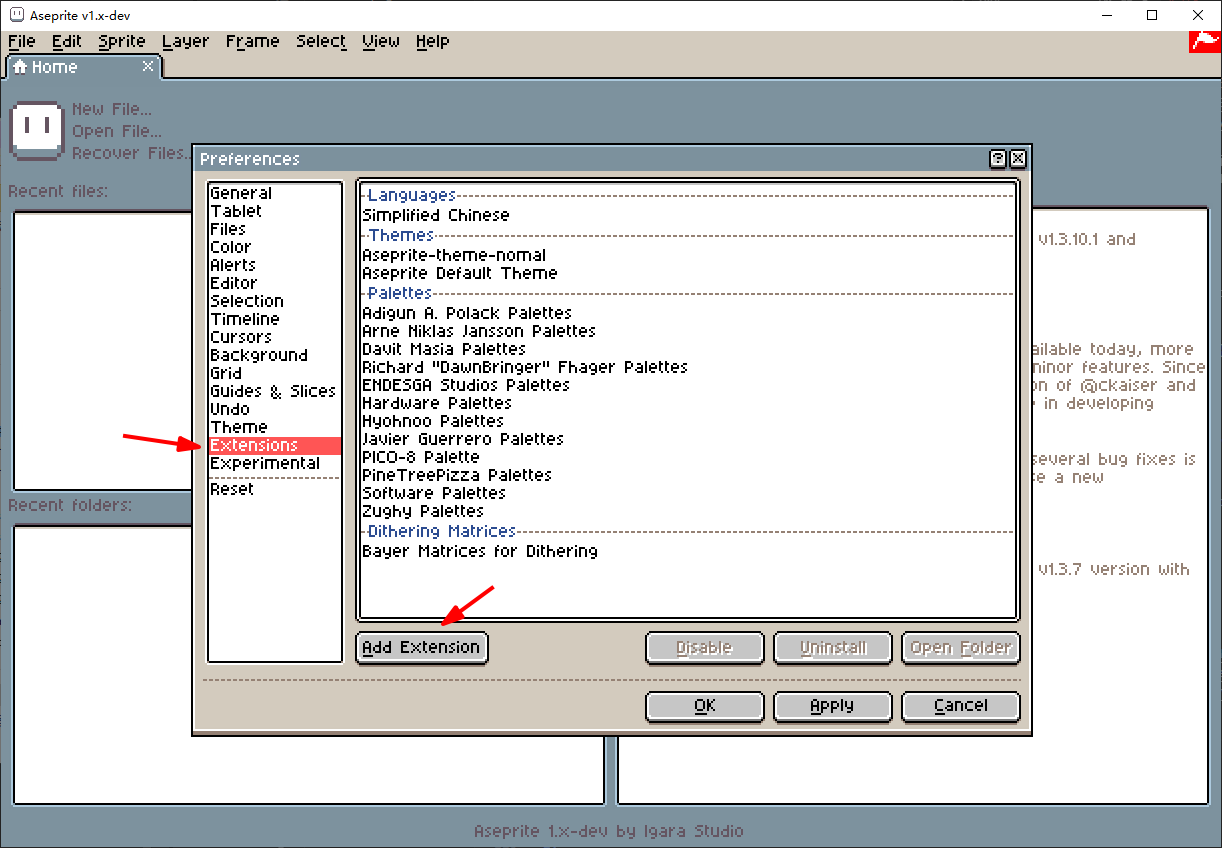 Aseprite v1.x-dev
File Edit Sprite Layer Frame Select View Help
Home
New File...
Open File...
Recover Files...
Recent files:
Recent folders:
Preferences
General
Tablet
Files
Color
Alerts
Editor
Selection
Timeline
Cursors
Background
Grid
Guides & Slices
Undo
Theme
Extensions
Experimental
Reset
Languages
Simplified Chinese
Themes
Aseprite-theme-nomal
Aseprite Default Theme
Palettes
Adigun A. Polack Palettes
Arne Niklas Jansson Palettes
Davit Masia Palettes
Richard "DawnBringer" Fhager Palettes
ENDESGA Studios Palettes
Hardware Palettes
Hyohnoo Palettes
Javier Guerrero Palettes
PICO-8 Palette
PineTreePizza Palettes
Software Palettes
Zughy Palettes
Dithering Matrices
Bayer Matrices for Dithering
Add Extension
Disable
Uninstall
Open Folder
OK
Apply
Cancel
v1.3.10.1 and
today, more
minor features. Since
of @ckaiser and
in developing
several bug fixes is
a new
v1.3.7 version with
Aseprite 1.x-dev by Igara Studio